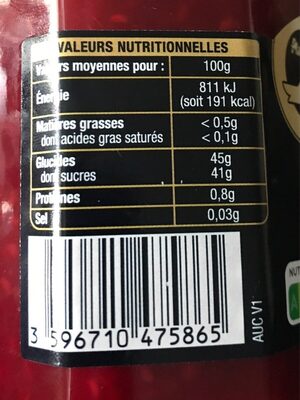 VALEURS NUTRITIONNELLES
Valeurs moyennes pour : 100g
Énergie 811 kJ
(soit 191 kcal)
Matières grasses < 0,5g
dont acides gras saturés < 0,1g
Glucides 45g
dont sucres 41g
Protéines 0,8g
Sel 0,03g
3 596710 475865
AUC V1
NUT